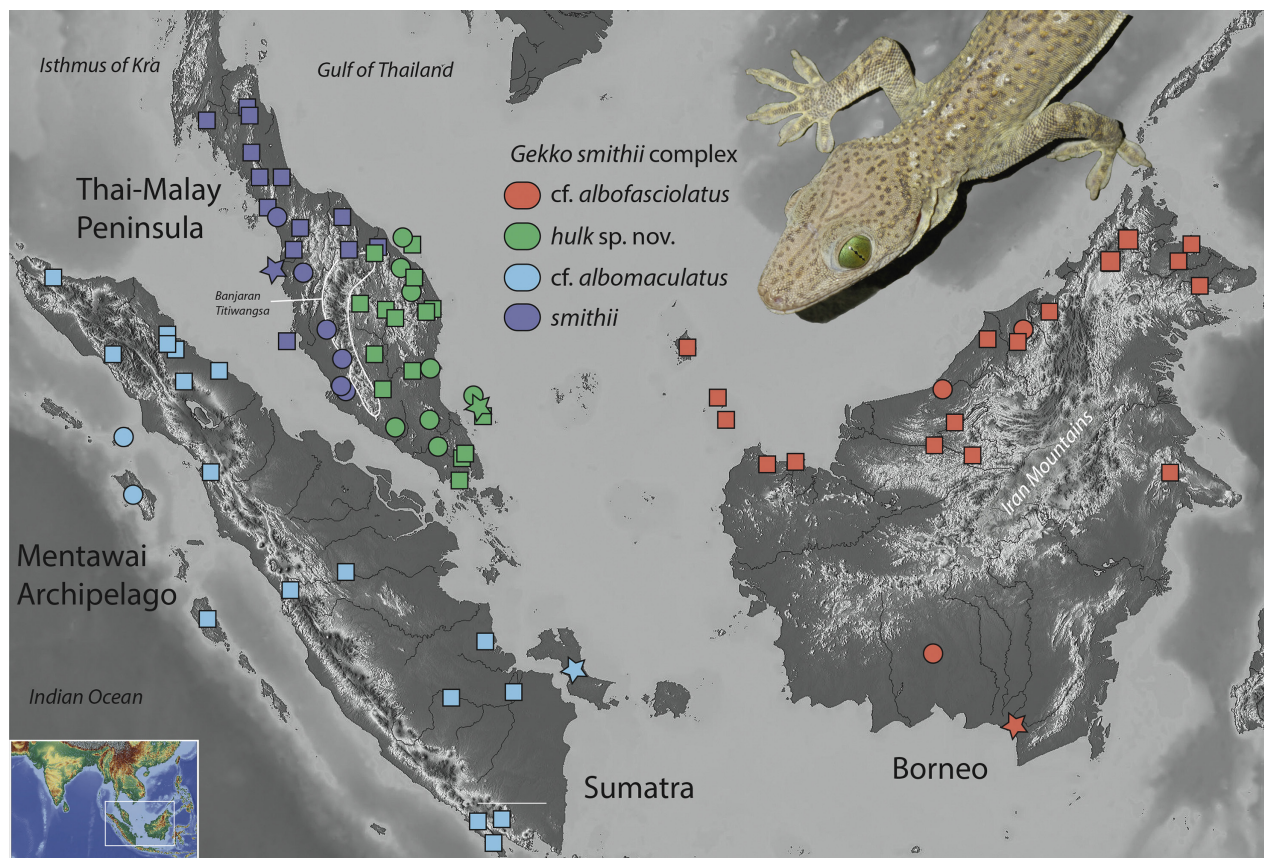 Isthmus of Kra
Gulf of Thailand
Gekko smithii complex
cf. albofasciolatus
hulk sp. nov.
cf. albomaculatus
smithii
Thai-Malay
Peninsula
Banjaran
Titiwangsa
Iran Mountains
Mentawai
Archipelago
Indian Ocean
Sumatra
Borneo